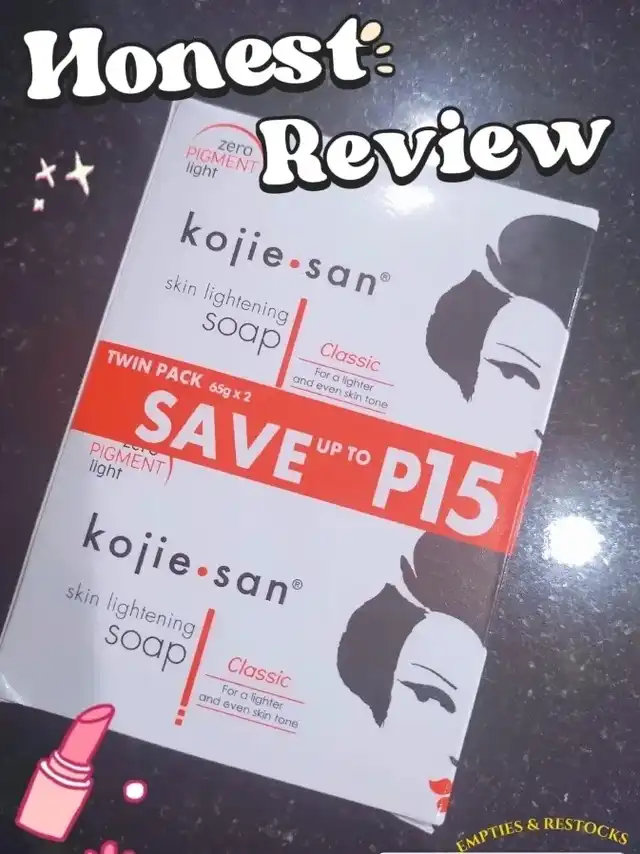 Honest
Review
zero
PIGMENT
light
kojie.san®
skin lightening
soap
Classic
For a lighter
and even skin tone
TWIN PACK 65g x 2
SAVE UP TO P15
zero
PIGMENT
light
kojie.san®
skin lightening
soap
Classic
For a lighter
and even skin tone
EMPTIES & RESTOCKS